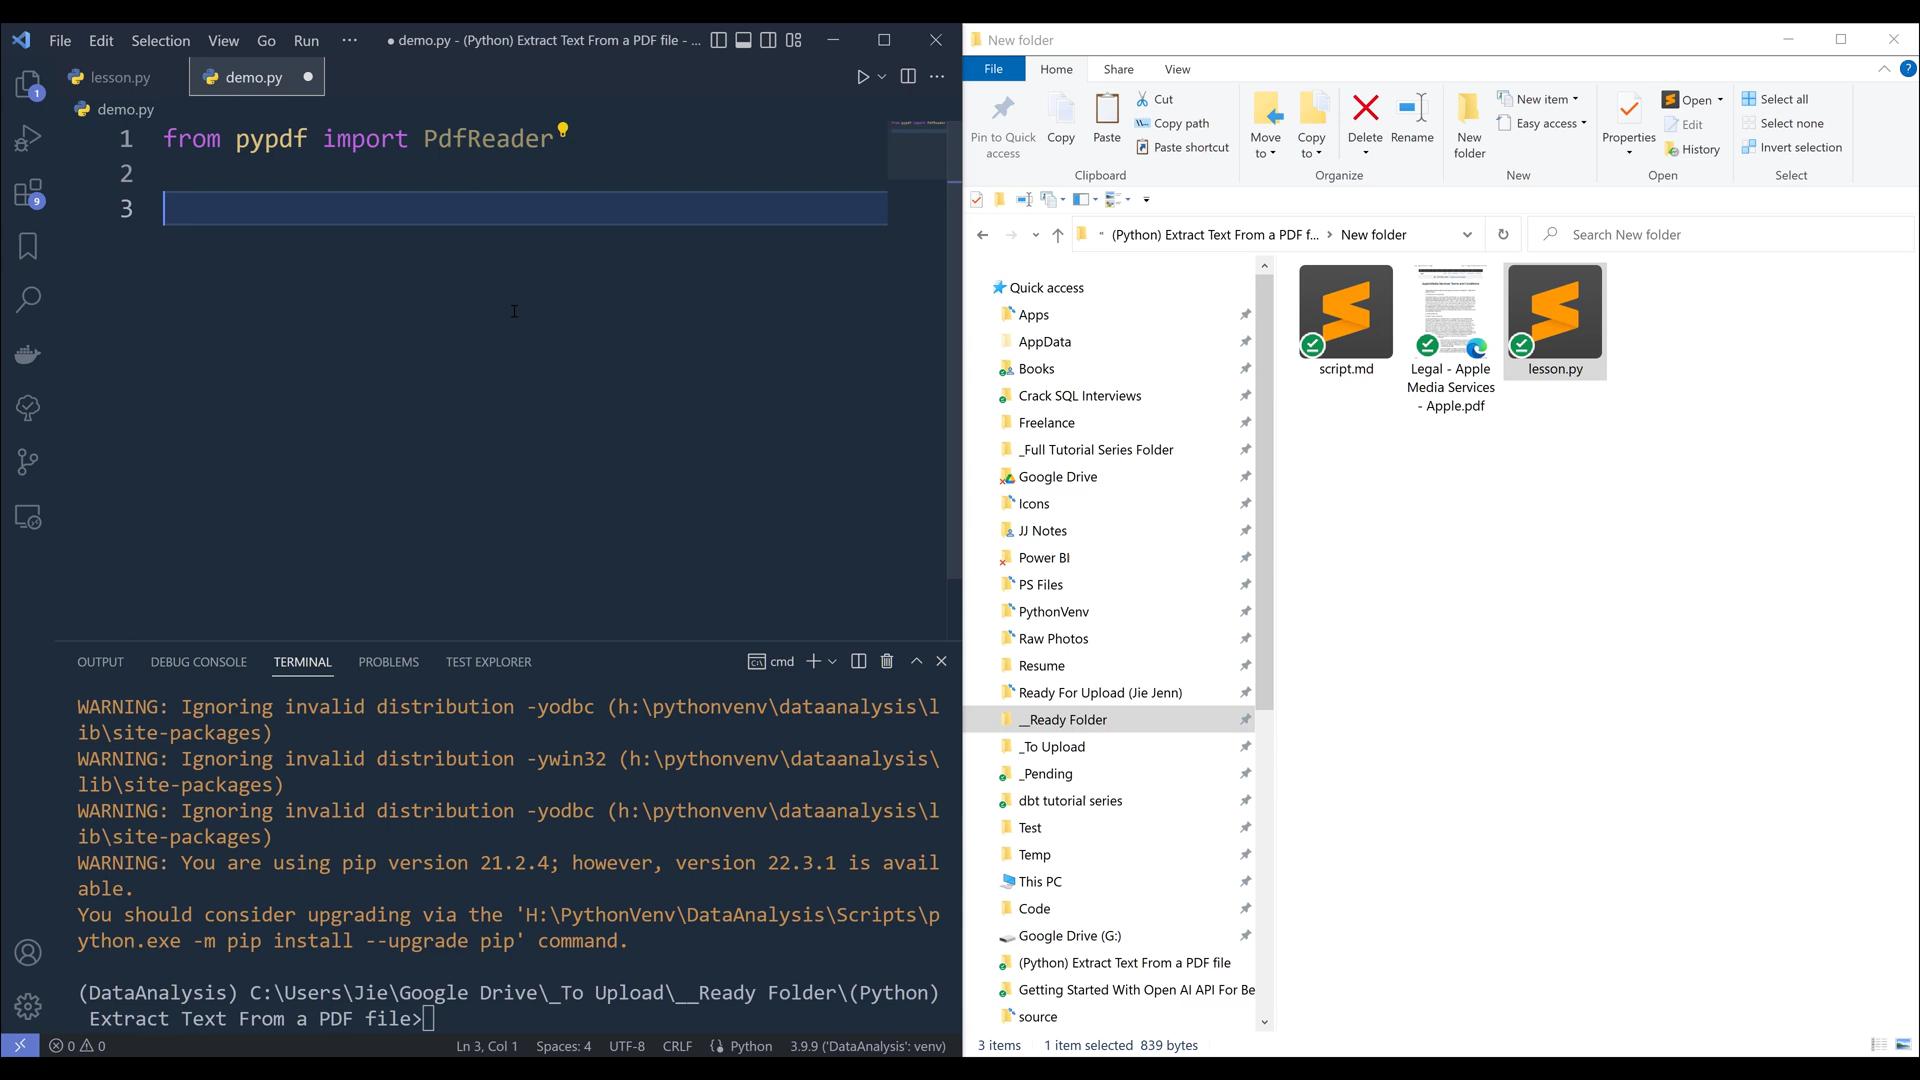 File Edit Selection View Go Run ··· ● demo.py - (Python) Extract Text From a PDF file - ...
1
9
lesson.py demo.py ●
demo.py
1 from pypdf import PdfReader
2
3
OUTPUT DEBUG CONSOLE TERMINAL PROBLEMS TEST EXPLORER cmd
WARNING: Ignoring invalid distribution -yodbc (h:\pythonvenv\dataanalysis\l
ib\site-packages)
WARNING: Ignoring invalid distribution -ywin32 (h:\pythonvenv\dataanalysis\
lib\site-packages)
WARNING: Ignoring invalid distribution -yodbc (h:\pythonvenv\dataanalysis\l
ib\site-packages)
WARNING: You are using pip version 21.2.4; however, version 22.3.1 is avail
able.
You should consider upgrading via the 'H:\PythonVenv\DataAnalysis\Scripts\p
ython.exe -m pip install --upgrade pip' command.
(DataAnalysis) C:\Users\Jie\Google Drive\_To Upload\__Ready Folder\(Python)
Extract Text From a PDF file>
0 0 Ln 3, Col 1 Spaces: 4 UTF-8 CRLF Python 3.9.9 ('DataAnalysis': venv)
New folder
File Home Share View ?
Pin to Quick
access
Copy
Paste
Cut
Copy path
Paste shortcut
Clipboard
Move
to
Copy
to
Delete
Rename
Organize
New
folder
New item
Easy access
New
Properties
Open
Edit
History
Open
Select all
Select none
Invert selection
Select
« (Python) Extract Text From a PDF f... > New folder
Search New folder
Quick access
Apps
AppData
Books
Crack SQL Interviews
Freelance
_Full Tutorial Series Folder
Google Drive
Icons
JJ Notes
Power BI
PS Files
PythonVenv
Raw Photos
Resume
Ready For Upload (Jie Jenn)
__Ready Folder
_To Upload
_Pending
dbt tutorial series
Test
Temp
This PC
Code
Google Drive (G:)
(Python) Extract Text From a PDF file
Getting Started With Open AI API For Be
source
script.md
Legal - Apple
Media Services
- Apple.pdf
lesson.py
3 items 1 item selected 839 bytes